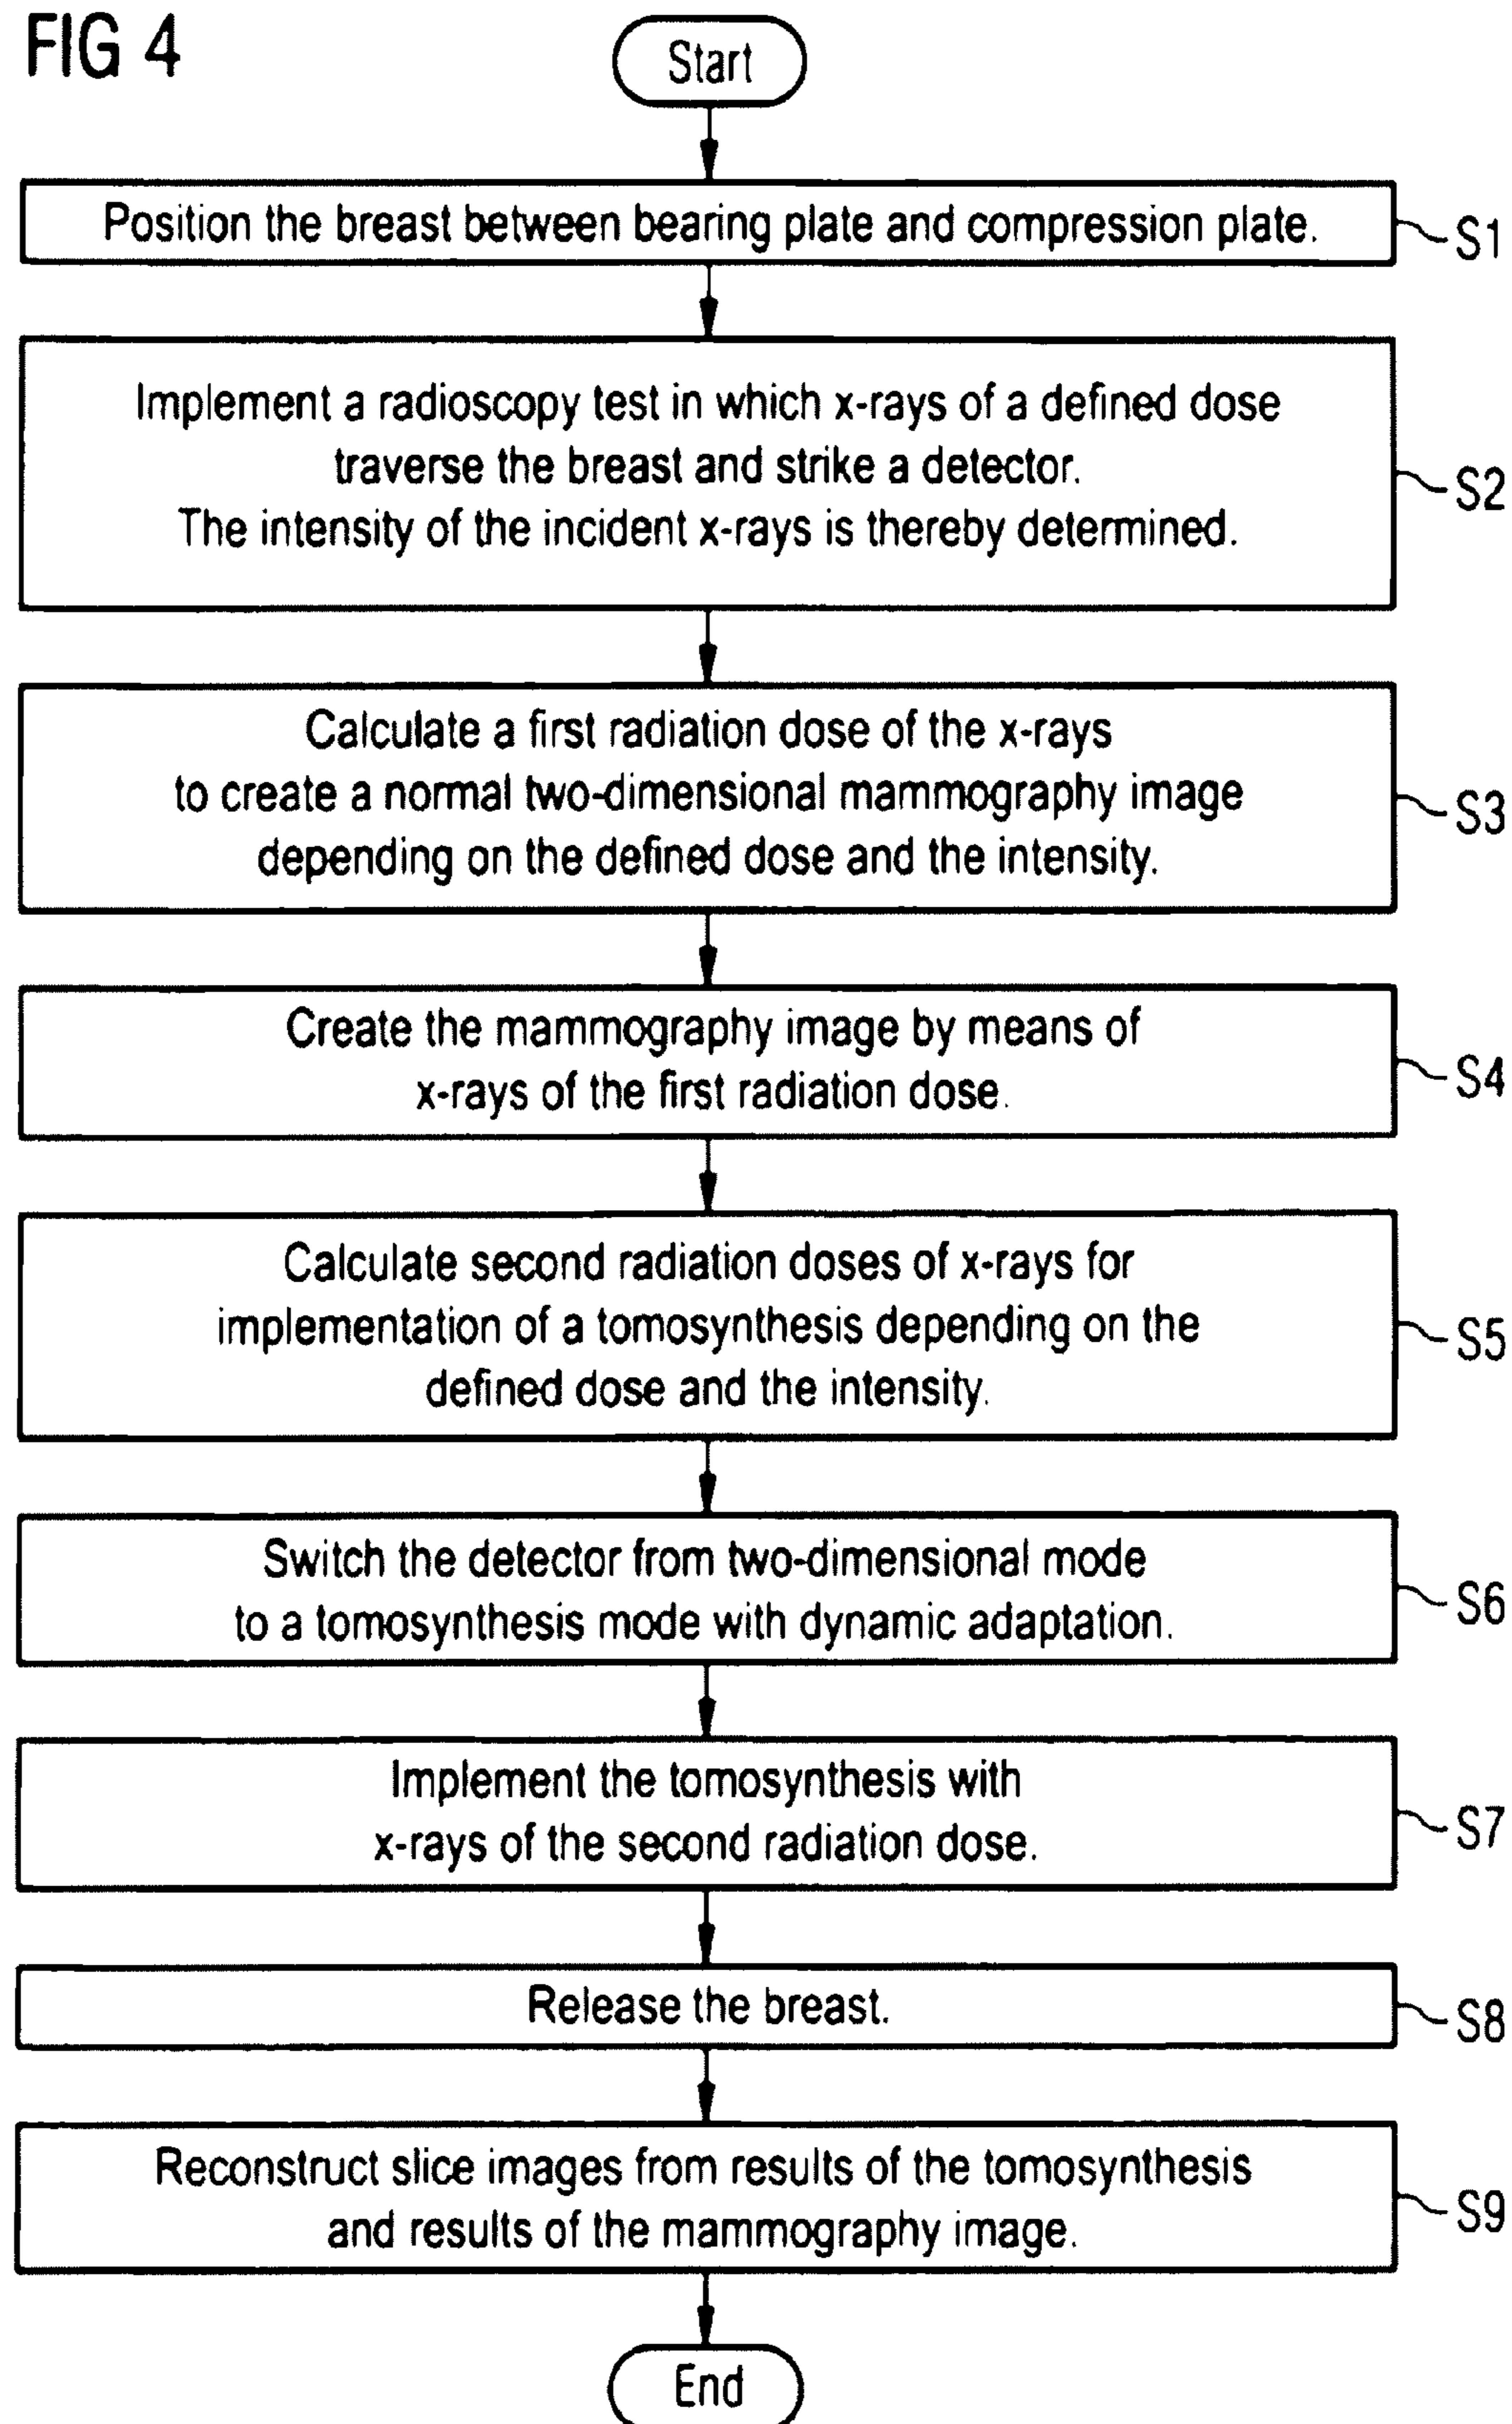 FIG 4
Start
Position the breast between bearing plate and compression plate.
S1
Implement a radioscopy test in which x-rays of a defined dose
traverse the breast and strike a detector.
The intensity of the incident x-rays is thereby determined.
S2
Calculate a first radiation dose of the x-rays
to create a normal two-dimensional mammography image
depending on the defined dose and the intensity.
S3
Create the mammography image by means of
x-rays of the first radiation dose.
S4
Calculate second radiation doses of x-rays for
implementation of a tomosynthesis depending on the
defined dose and the intensity.
S5
Switch the detector from two-dimensional mode
to a tomosynthesis mode with dynamic adaptation.
S6
Implement the tomosynthesis with
x-rays of the second radiation dose.
S7
Release the breast.
S8
Reconstruct slice images from results of the tomosynthesis
and results of the mammography image.
S9
End